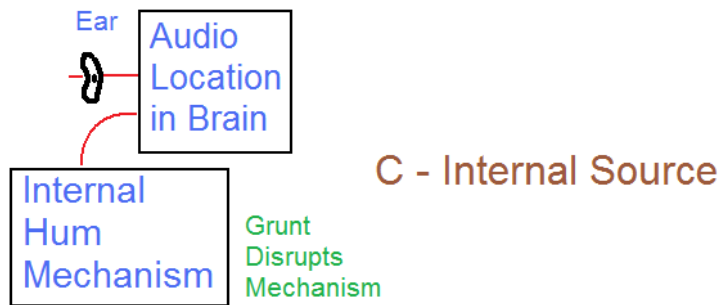 Ear
Audio
Location
in Brain
C - Internal Source
Internal
Hum
Mechanism
Grunt
Disrupts
Mechanism